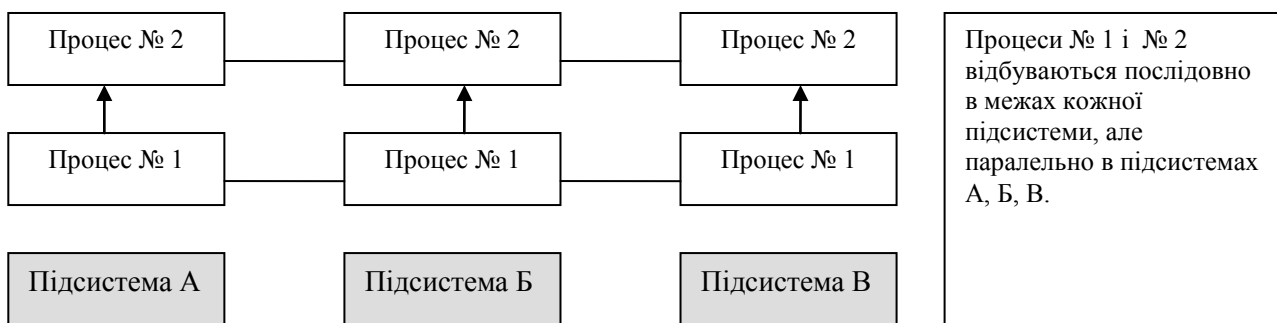 Процес № 2
Процес № 2
Процес № 2
Процес № 1
Процес № 1
Процес № 1
Підсистема А
Підсистема Б
Підсистема В
Процеси № 1 і № 2
відбуваються послідовно
в межах кожної
підсистеми, але
паралельно в підсистемах
А, Б, В.